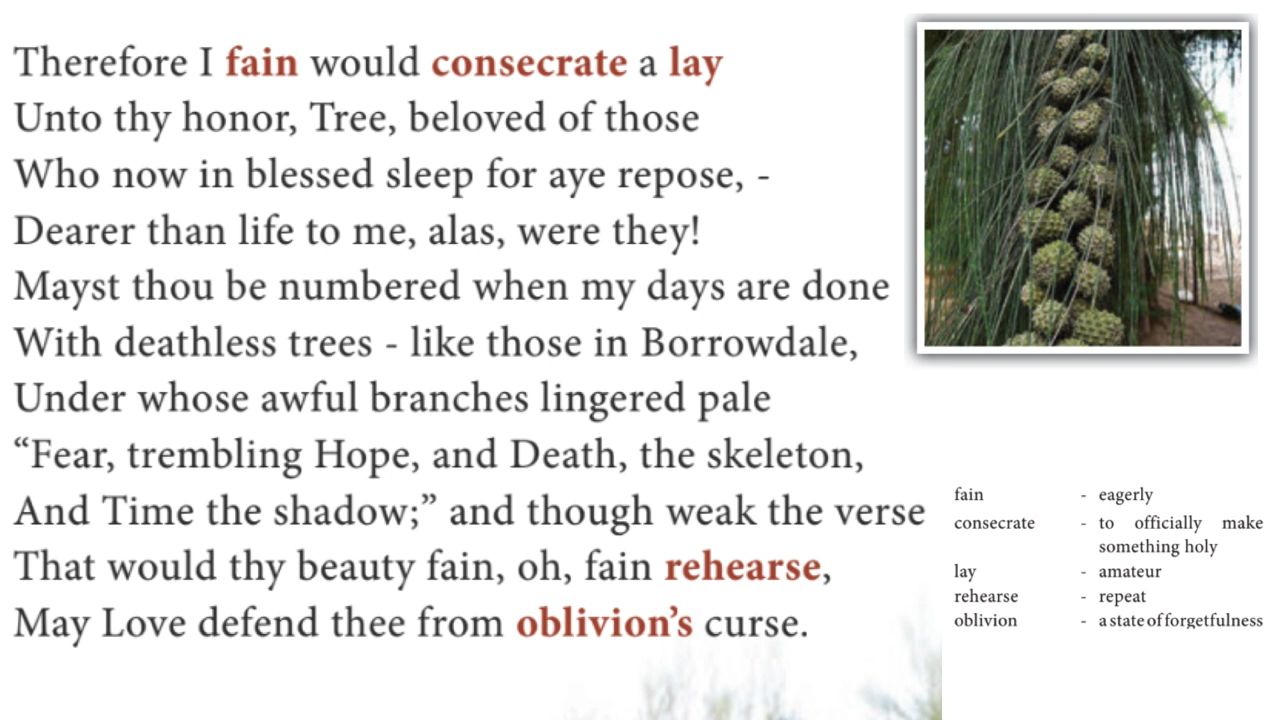 Therefore I fain would consecrate a lay
Unto thy honor, Tree, beloved of those
Who now in blessed sleep for aye repose, -
Dearer than life to me, alas, were they!
Mayst thou be numbered when my days are done
With deathless trees - like those in Borrowdale,
Under whose awful branches lingered pale
“Fear, trembling Hope, and Death, the skeleton,
And Time the shadow;” and though weak the verse
That would thy beauty fain, oh, fain rehearse,
May Love defend thee from oblivion’s curse.
fain - eagerly
consecrate - to officially make
something holy
lay - amateur
rehearse - repeat
oblivion - a state of forgetfulness